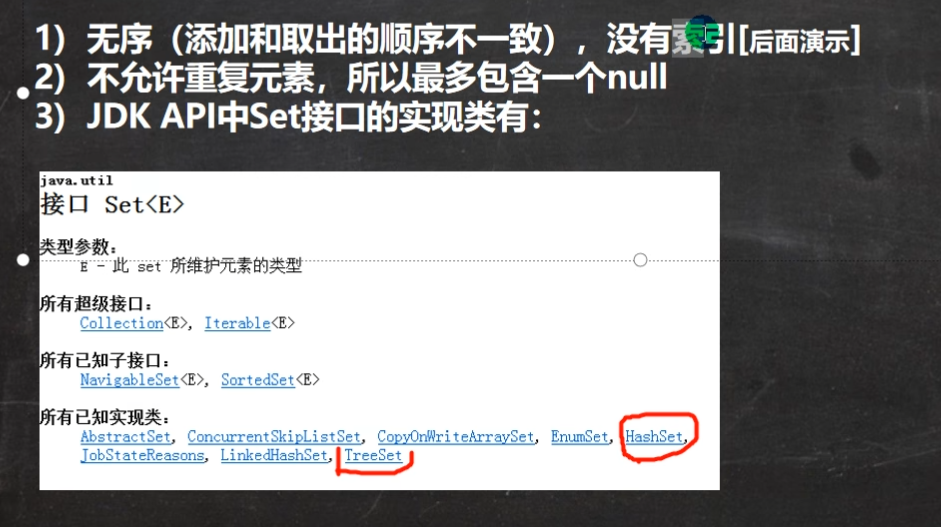 1）无序（添加和取出的顺序不一致），没有索引[后面演示]
2）不允许重复元素，所以最多包含一个null
3）JDK API中Set接口的实现类有：
java.util
接口 Set<E>
类型参数：
E - 此 set 所维护元素的类型
所有超级接口：
Collection<E>, Iterable<E>
所有已知子接口：
NavigableSet<E>, SortedSet<E>
所有已知实现类：
AbstractSet, ConcurrentSkipListSet, CopyOnWriteArraySet, EnumSet, HashSet,
JobStateReasons, LinkedHashSet, TreeSet